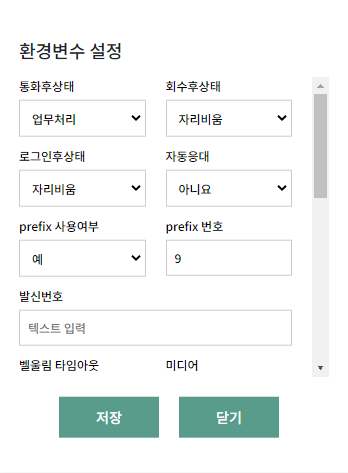 환경변수 설정
통화후상태 회수후상태
업무처리 자리비움
로그인후상태 자동응대
자리비움 아니요
prefix 사용여부 prefix 번호
예 9
발신번호
텍스트 입력
벨울림 타임아웃 미디어
저장 닫기